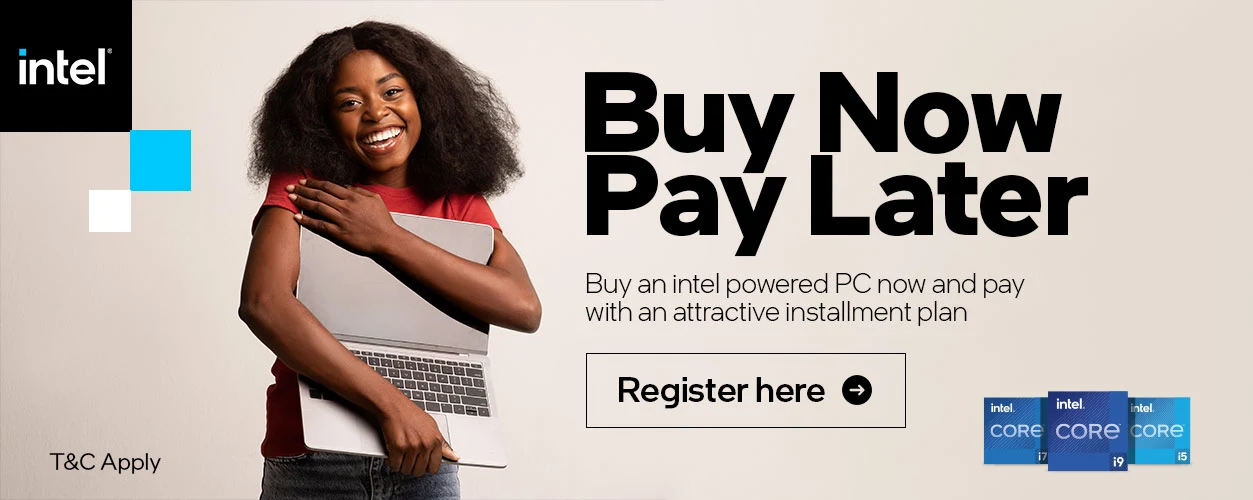 intel
Buy Now
Pay Later
Buy an intel powered PC now and pay
with an attractive installment plan
Register here
T&C Apply
intel.
CORE
i7
intel.
CORE
i9
intel.
CORE
i5